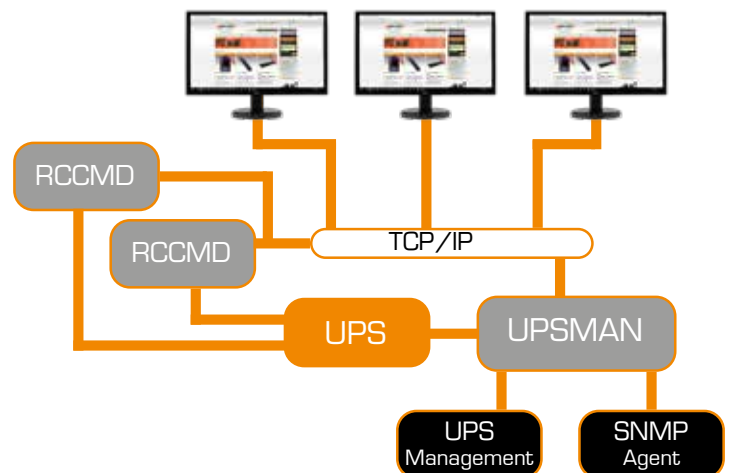 RCCMD
RCCMD
TCP/IP
UPS
UPSMAN
UPS
Management
SNMP
Agent